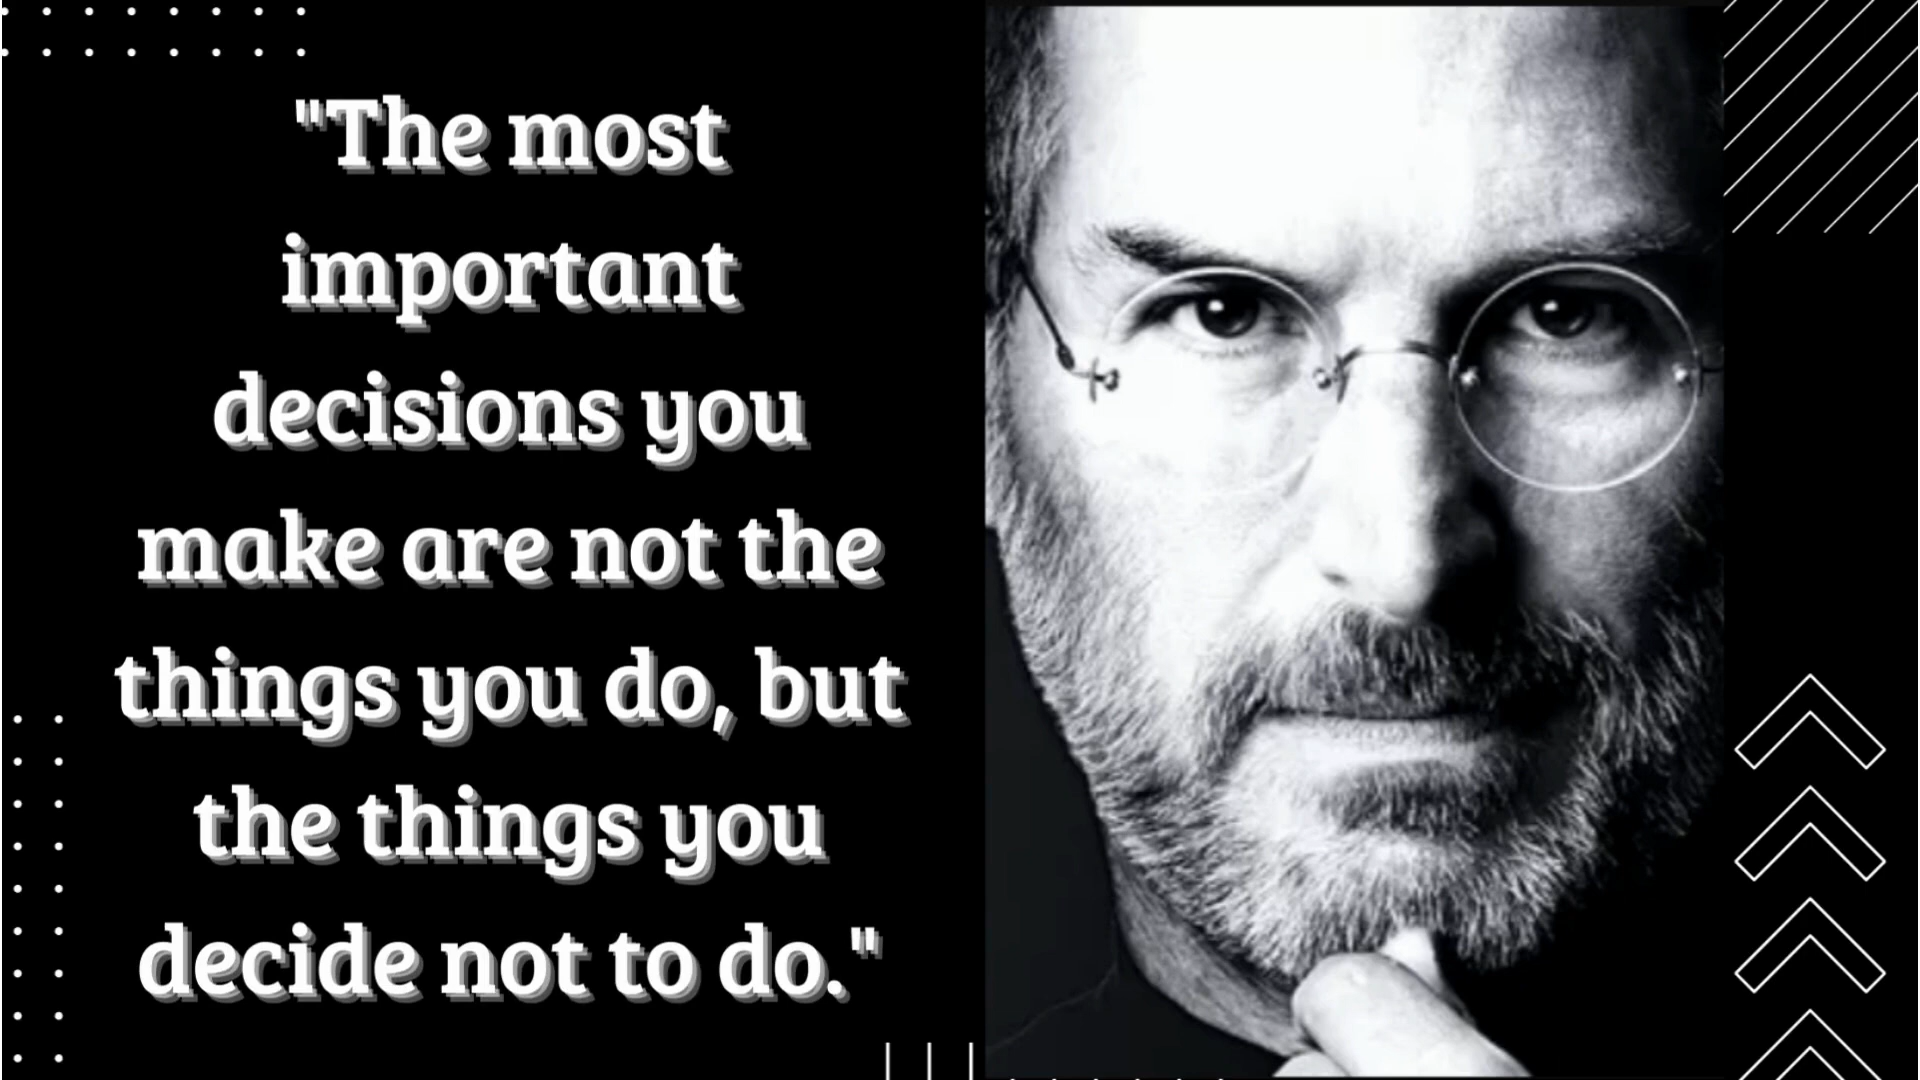 "The most
important
decisions you
make are not the
things you do, but
the things you
decide not to do."